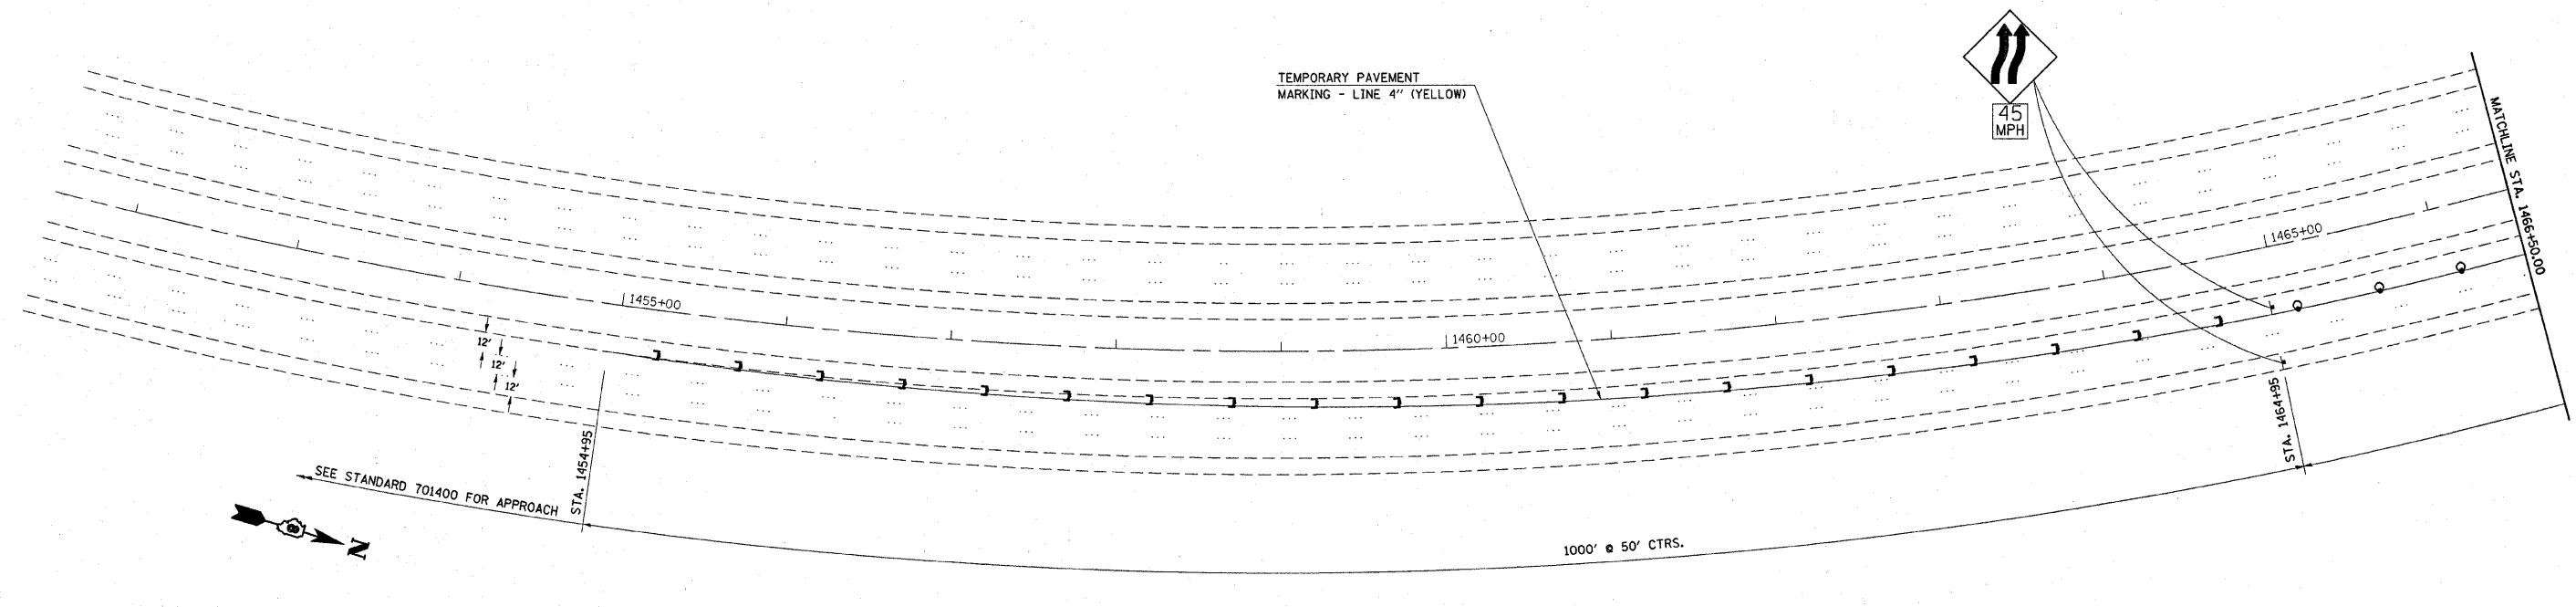 TEMPORARY PAVEMENT
MARKING - LINE 4" (YELLOW)
45
MPH
MATCHLINE STA. 1466+50.00
1465+00
1455+00
1460+00
12'
12'
12'
STA. 1454+95
STA. 1464+95
SEE STANDARD 701400 FOR APPROACH
N
1000' @ 50' CTRS.